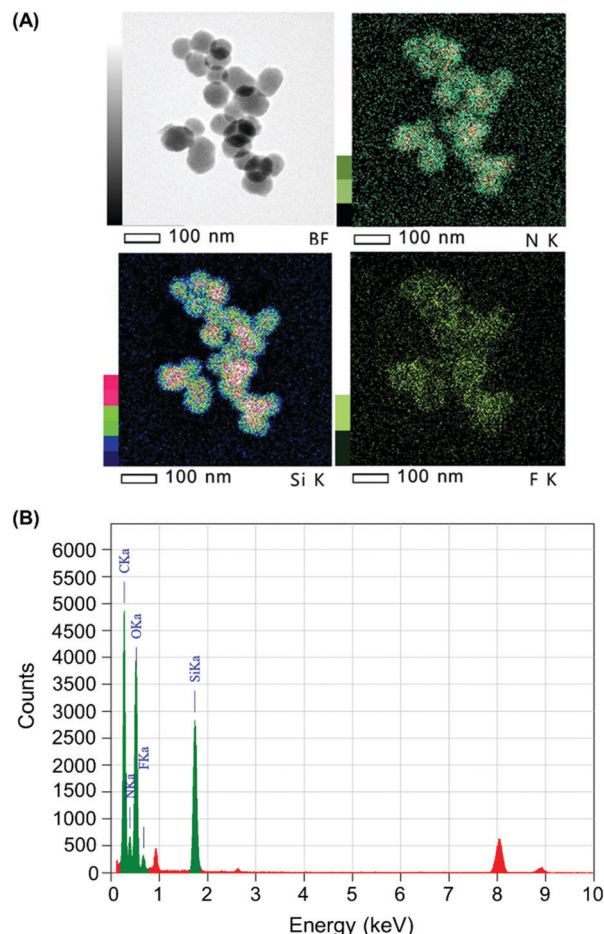 (A)
100 nm BF
100 nm N K
100 nm Si K
100 nm F K
(B)
6000
5500
5000
4500
4000
3500
3000
2500
2000
1500
1000
500
0
Counts
CKa
OKa
NKa
FKa
SiKa
0 1 2 3 4 5 6 7 8 9 10
Energy (keV)